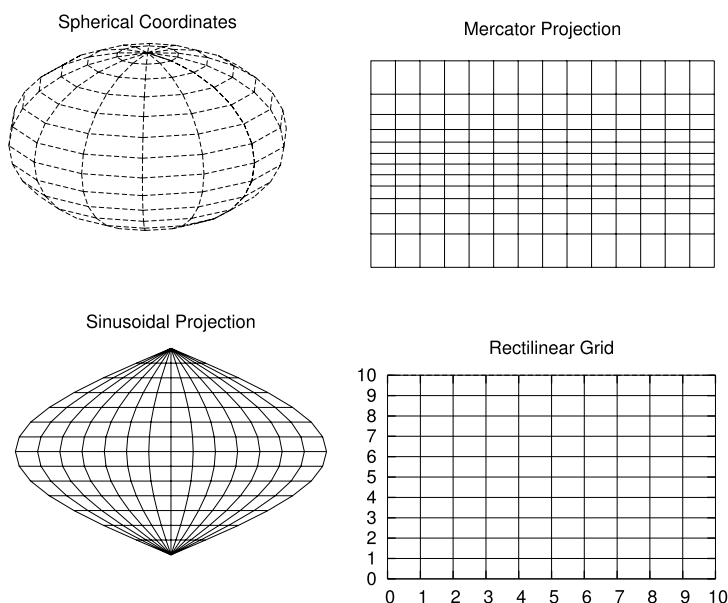 Spherical Coordinates
Mercator Projection
Sinusoidal Projection
Rectilinear Grid
10
9
8
7
6
5
4
3
2
1
0
0 1 2 3 4 5 6 7 8 9 10